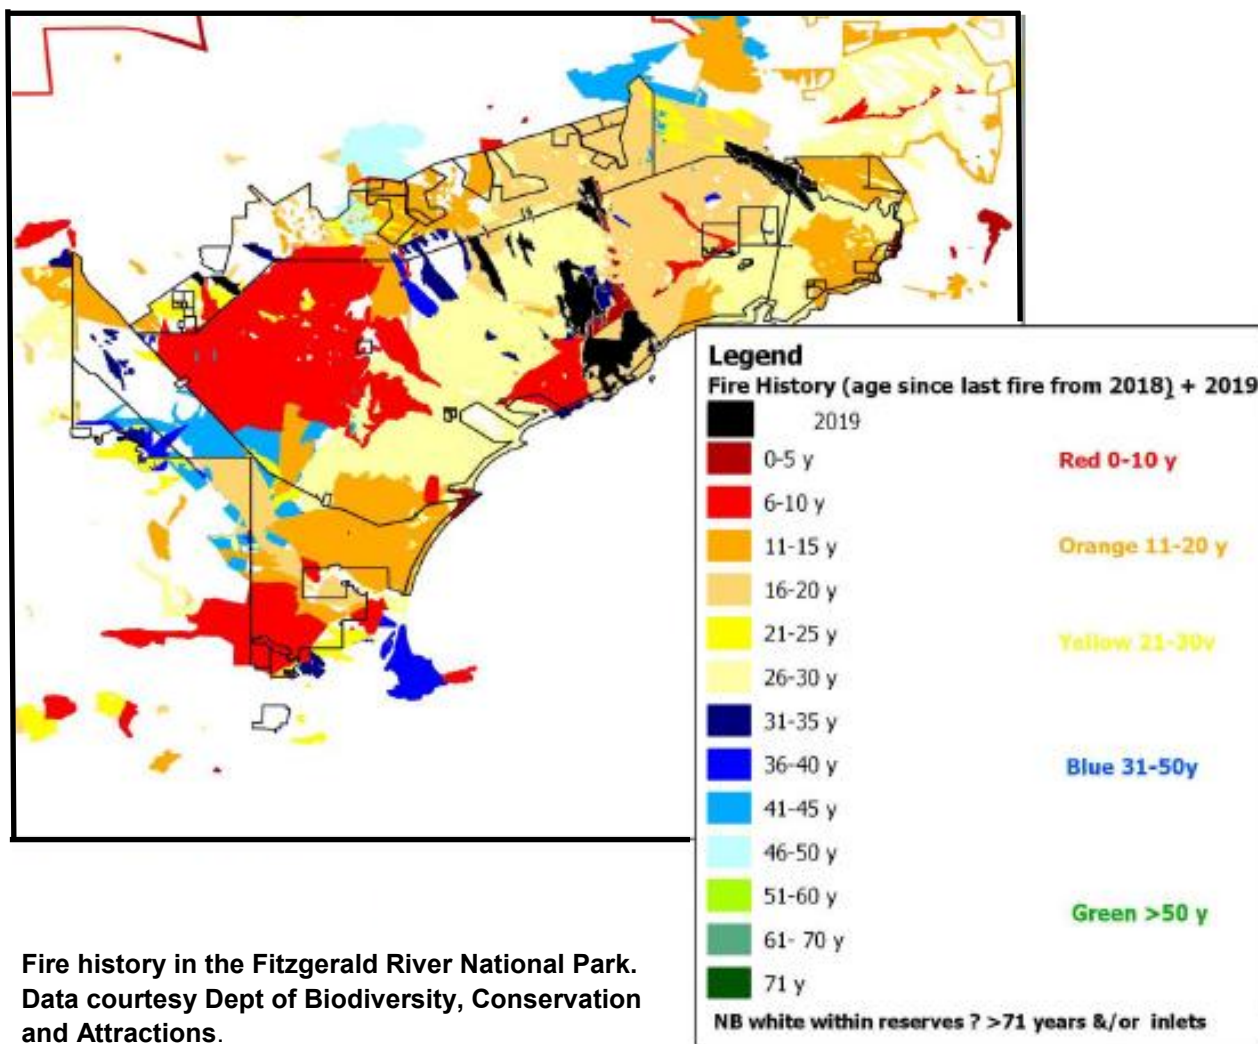 Legend
Fire History (age since last fire from 2018) + 2019
2019
0-5 y
Red 0-10 y
6-10 y
11-15 y
Orange 11-20 y
16-20 y
21-25 y
Yellow 21-30v
26-30 y
31-35 y
36-40 y
Blue 31-50y
41-45 y
46-50 y
51-60 y
Green >50 y
61- 70 y
71 y
NB white within reserves ? >71 years &/or inlets
Fire history in the Fitzgerald River National Park.
Data courtesy Dept of Biodiversity, Conservation
and Attractions.